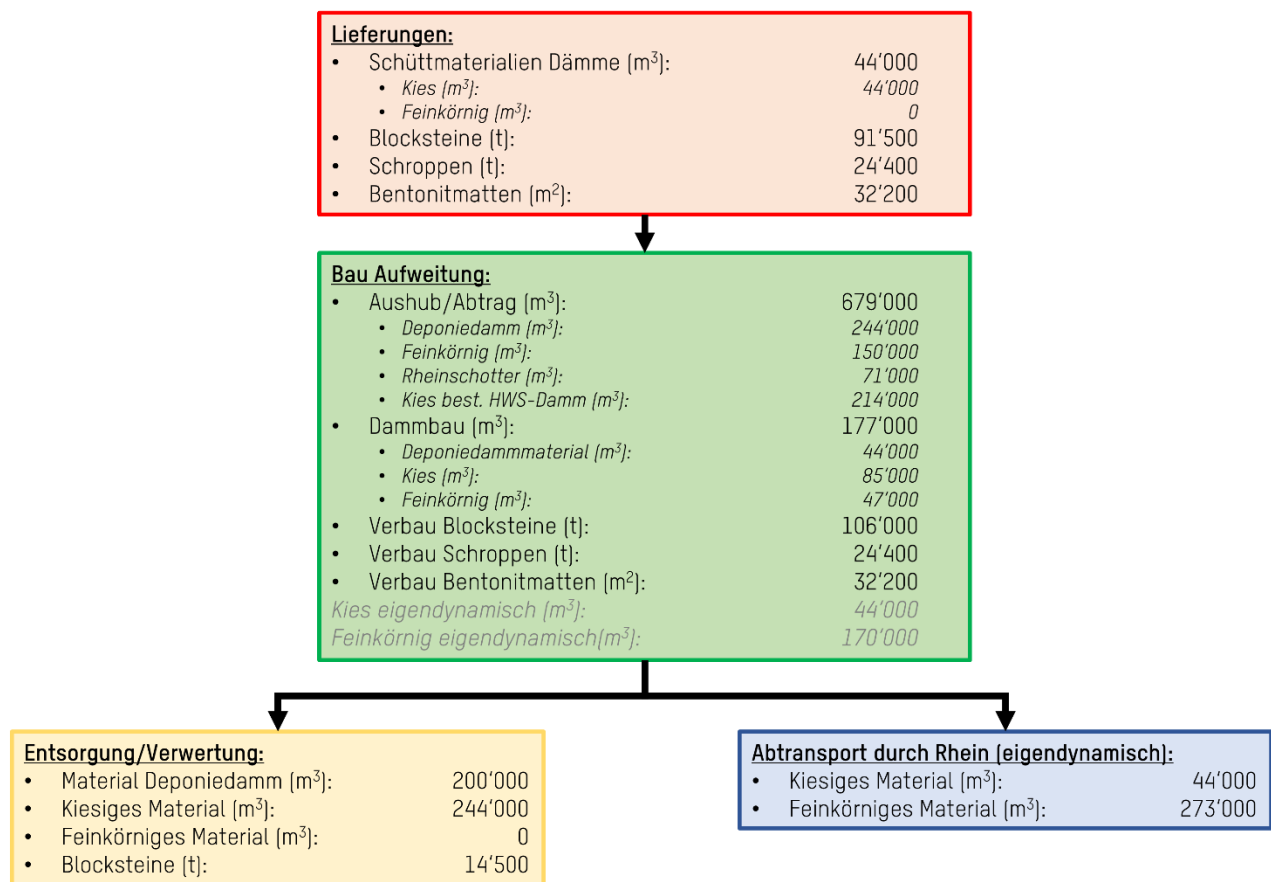 Lieferungen:
• Schüttmaterialien Dämme (m³): 44'000
• Kies (m³): 44'000
• Feinkörnig (m³): 0
• Blocksteine (t): 91'500
• Schroppen (t): 24'400
• Bentonitmatten (m²): 32'200
Bau Aufweitung:
• Aushub/Abtrag (m³): 679'000
• Deponiedamm (m³): 244'000
• Feinkörnig (m³): 150'000
• Rheinschotter (m³): 71'000
• Kies best. HWS-Damm (m³): 214'000
• Dammbau (m³): 177'000
• Deponiedammmaterial (m³): 44'000
• Kies (m³): 85'000
• Feinkörnig (m³): 47'000
• Verbau Blocksteine (t): 106'000
• Verbau Schroppen (t): 24'400
• Verbau Bentonitmatten (m²): 32'200
Kies eigendynamisch (m³): 44'000
Feinkörnig eigendynamisch(m³): 170'000
Entsorgung/Verwertung:
• Material Deponiedamm (m³): 200'000
• Kiesiges Material (m³): 244'000
• Feinkörniges Material (m³): 0
• Blocksteine (t): 14'500
Abtransport durch Rhein (eigendynamisch):
• Kiesiges Material (m³): 44'000
• Feinkörniges Material (m³): 273'000